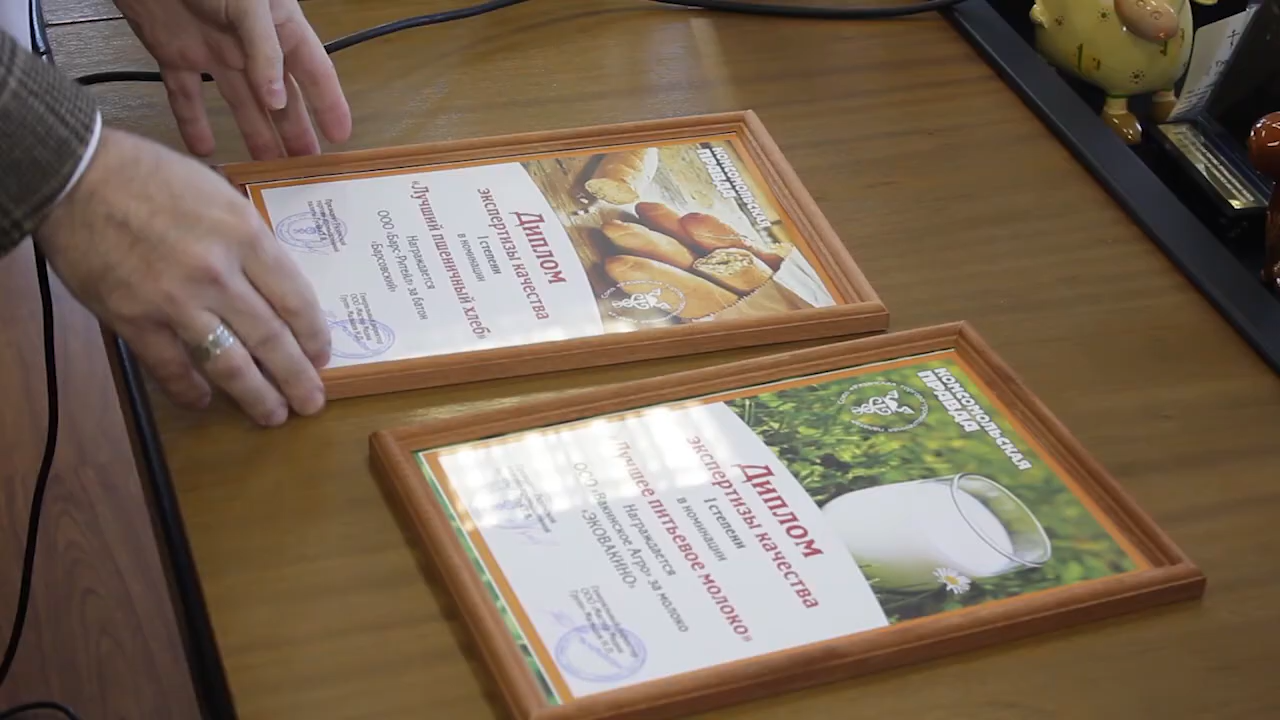 КОМСОМОЛЬСКАЯ
ПРАВДА
ДИПЛОМ
экспертизы качества
I степени
в номинации
«Лучший пшеничный хлеб»
Награждается
ООО «Барс-Ритейл» за батон
«Барсовский»
КОМСОМОЛЬСКАЯ
ПРАВДА
ДИПЛОМ
экспертизы качества
I степени
в номинации
«Лучшее питьевое молоко»
Награждается
ООО «Вакинское Агро» за молоко
«ЭКОВАКИНО»